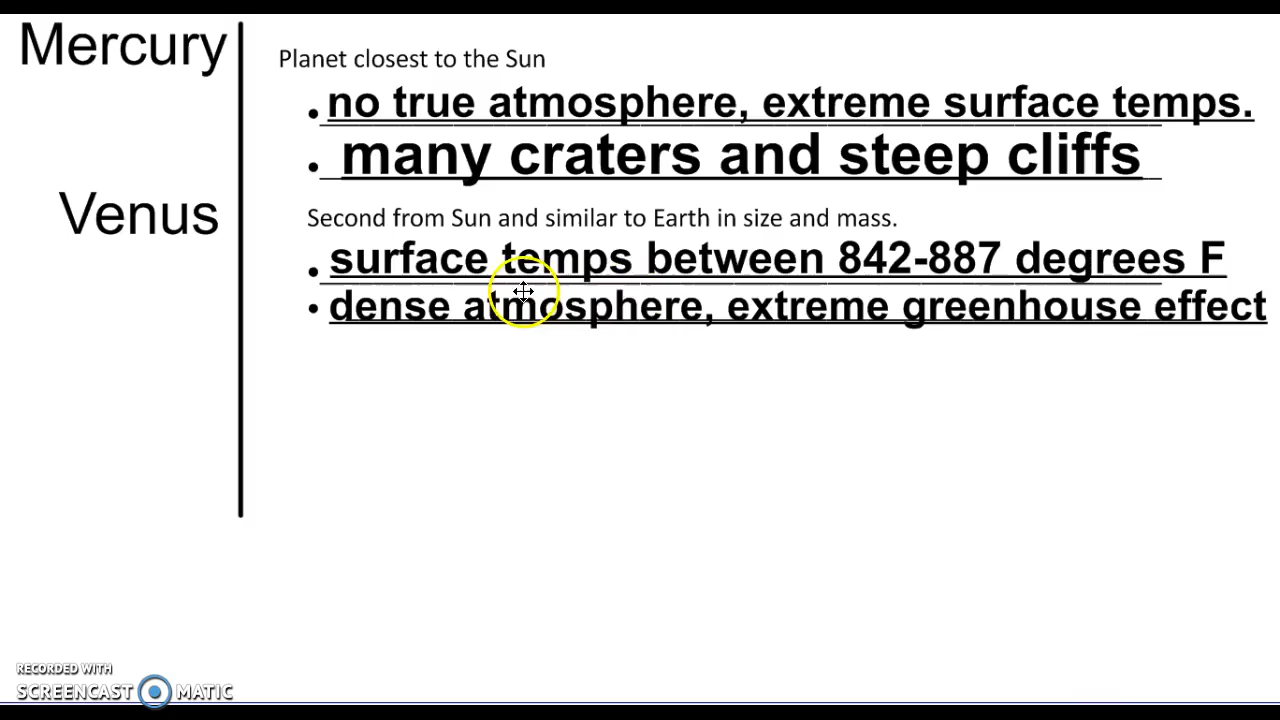 Mercury
Planet closest to the Sun
• no true atmosphere, extreme surface temps.
• many craters and steep cliffs
Venus
Second from Sun and similar to Earth in size and mass.
• surface temps between 842-887 degrees F
• dense atmosphere, extreme greenhouse effect
RECORDED WITH
SCREENCAST MATIC